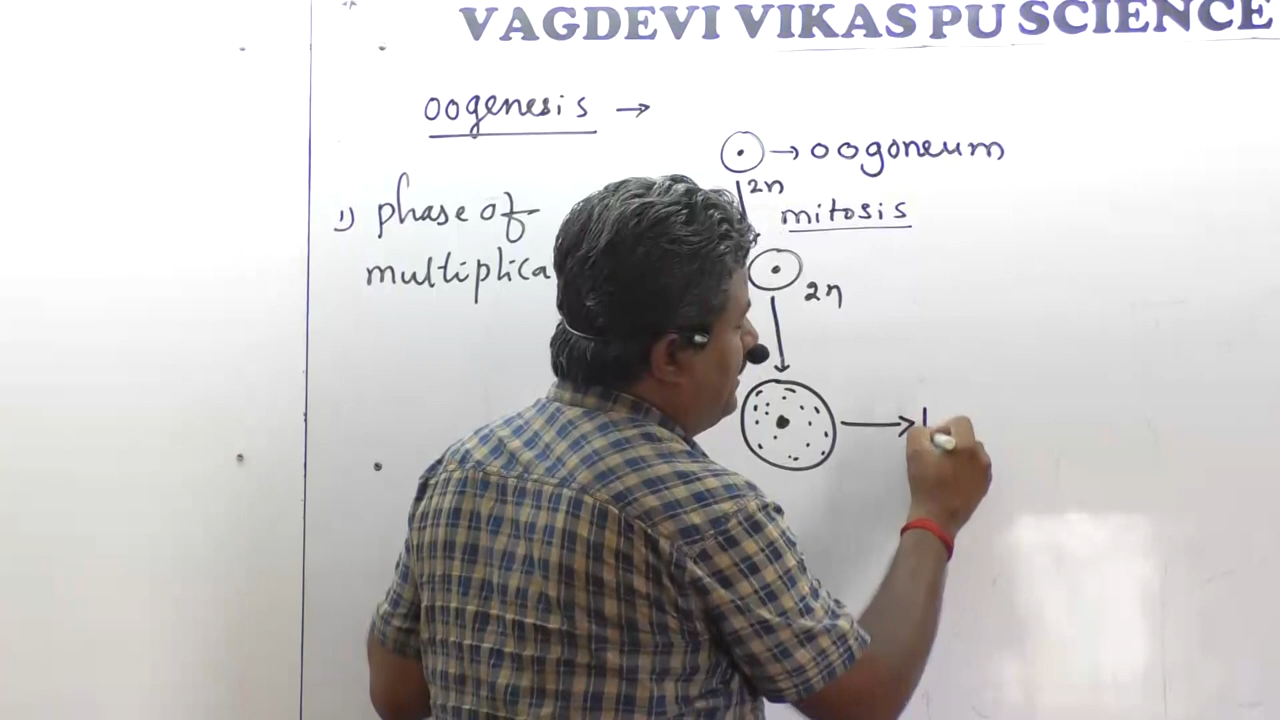 VAGDEVI VIKAS PU SCIENCE
oogenesis →
→ oogoneum
2n
mitosis
1) phase of
multiplica
2n